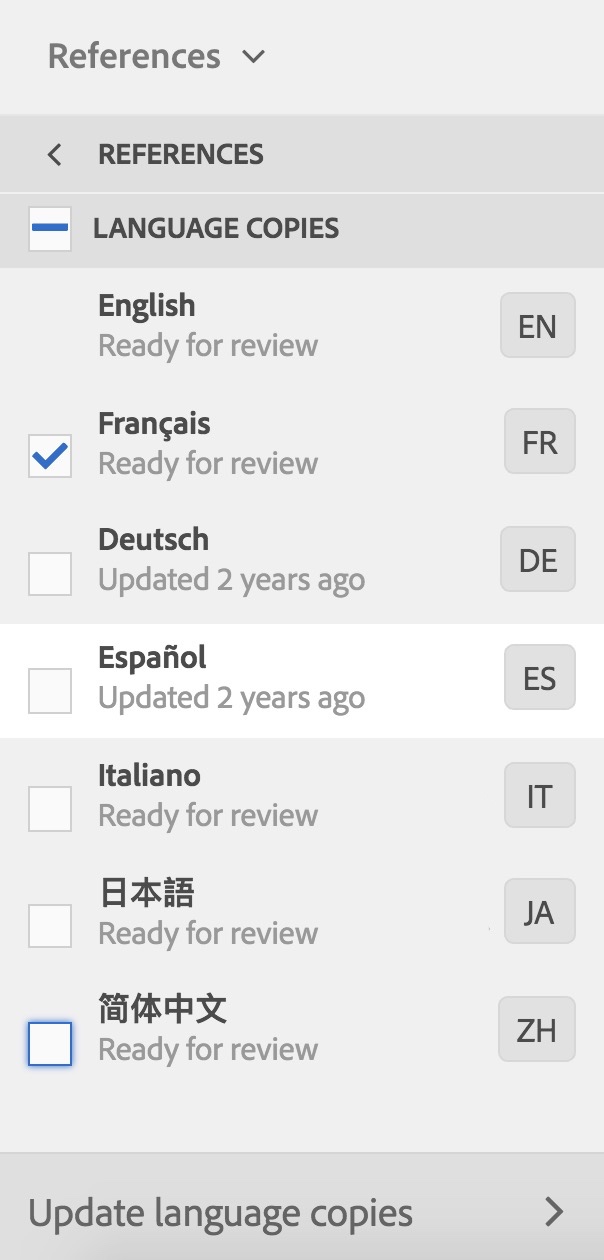 References
REFERENCES
LANGUAGE COPIES
English
Ready for review
EN
Français
Ready for review
FR
Deutsch
Updated 2 years ago
DE
Español
Updated 2 years ago
ES
Italiano
Ready for review
IT
日本語
Ready for review
JA
简体中文
Ready for review
ZH
Update language copies